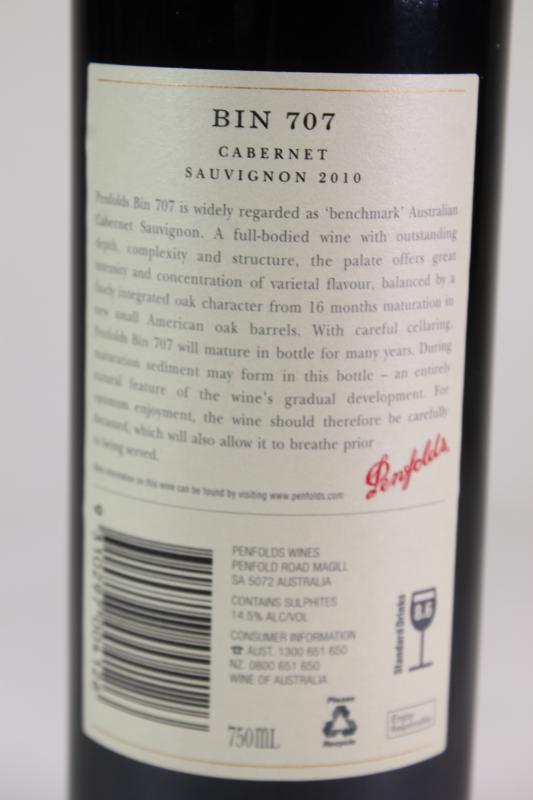 BIN 707
CABERNET
SAUVIGNON 2010
Penfolds Bin 707 is widely regarded as 'benchmark' Australian
Cabernet Sauvignon. A full-bodied wine with outstanding
depth, complexity and structure, the palate offers great
intensity and concentration of varietal flavour, balanced by a
finely integrated oak character from 16 months maturation in
new small American oak barrels. With careful cellaring,
Penfolds Bin 707 will mature in bottle for many years. During
maturation sediment may form in this bottle – an entirely
natural feature of the wine's gradual development. For
optimum enjoyment, the wine should therefore be carefully
decanted, which will also allow it to breathe prior
to being served.
Penfolds
More information on this wine can be found by visiting www.penfolds.com
PENFOLDS WINES
PENFOLD ROAD MAGILL
SA 5072 AUSTRALIA
CONTAINS SULPHITES
14.5% ALC/VOL
CONSUMER INFORMATION
☎ AUST. 1300 651 650
NZ. 0800 651 650
WINE OF AUSTRALIA
750ML
Please
Recycle
Standard Drinks
8.6
Enjoy
Responsibly